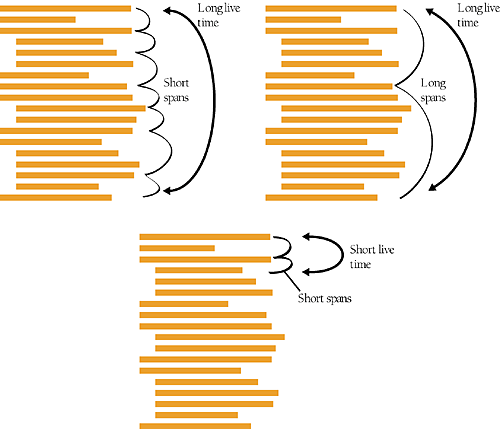 Long live
time
Short
spans
Long live
time
Long
spans
Short live
time
Short spans